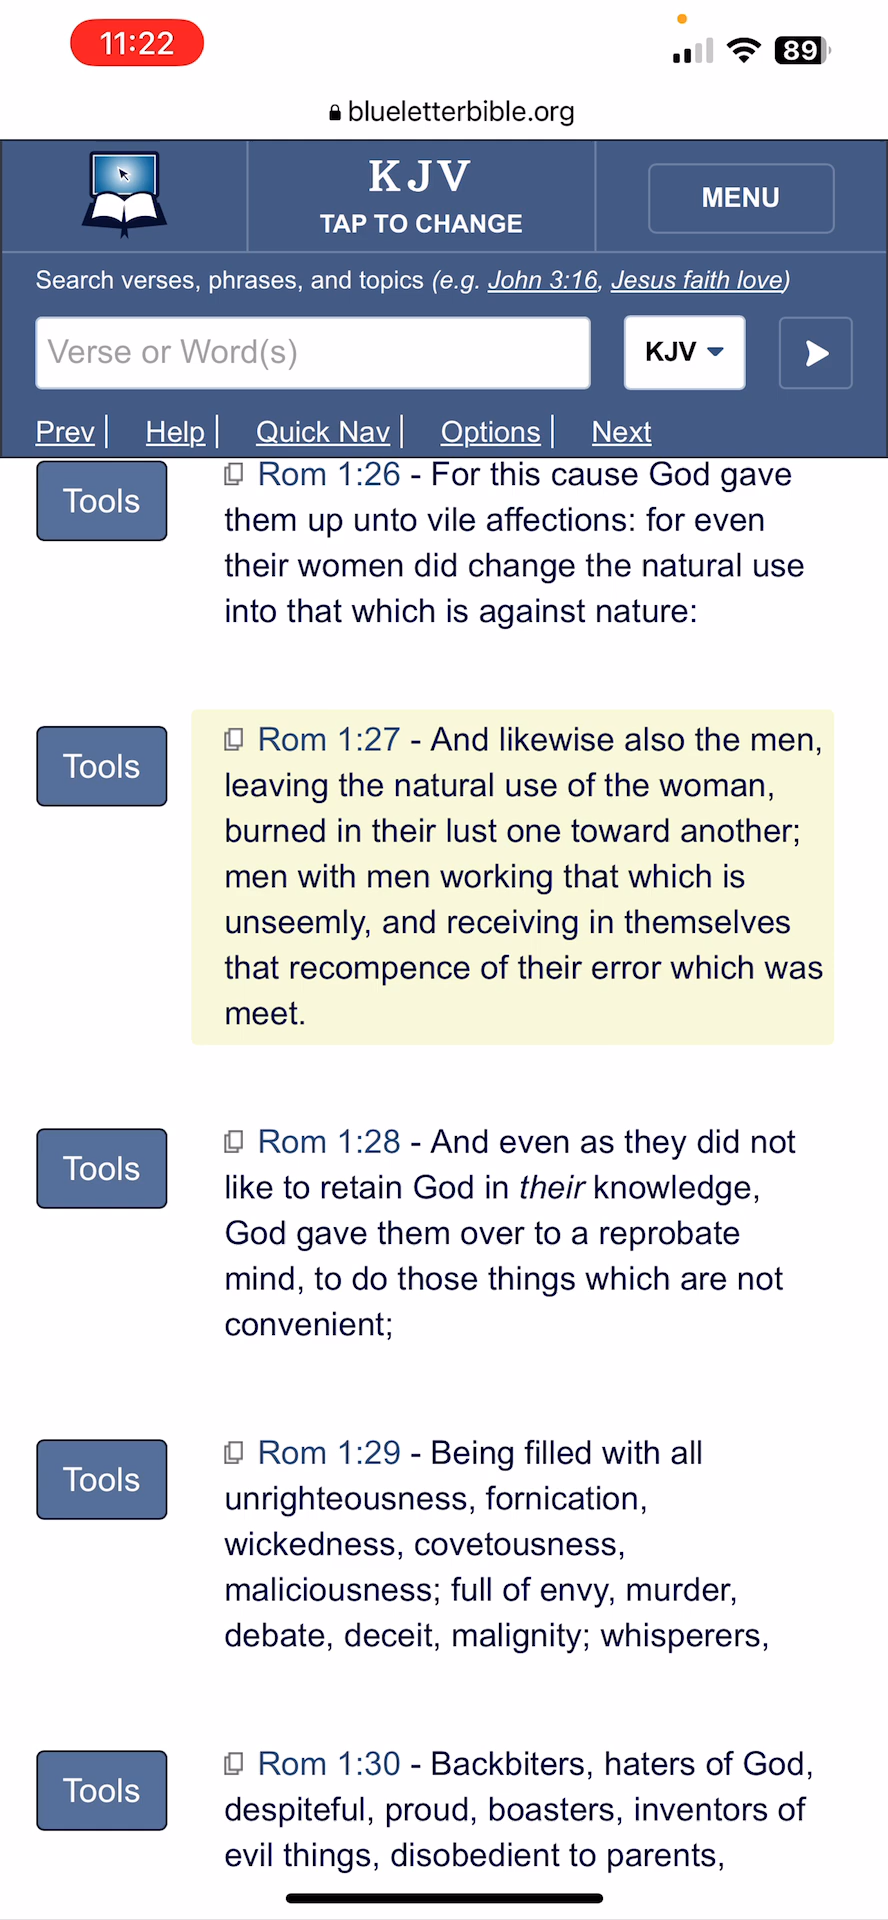 11:22
89
blueletterbible.org
KJV
TAP TO CHANGE
MENU
Search verses, phrases, and topics (e.g. John 3:16, Jesus faith love)
Verse or Word(s)
KJV
Prev | Help | Quick Nav | Options | Next
Tools
Rom 1:26 - For this cause God gave
them up unto vile affections: for even
their women did change the natural use
into that which is against nature:
Tools
Rom 1:27 - And likewise also the men,
leaving the natural use of the woman,
burned in their lust one toward another;
men with men working that which is
unseemly, and receiving in themselves
that recompence of their error which was
meet.
Tools
Rom 1:28 - And even as they did not
like to retain God in their knowledge,
God gave them over to a reprobate
mind, to do those things which are not
convenient;
Tools
Rom 1:29 - Being filled with all
unrighteousness, fornication,
wickedness, covetousness,
maliciousness; full of envy, murder,
debate, deceit, malignity; whisperers,
Tools
Rom 1:30 - Backbiters, haters of God,
despiteful, proud, boasters, inventors of
evil things, disobedient to parents,